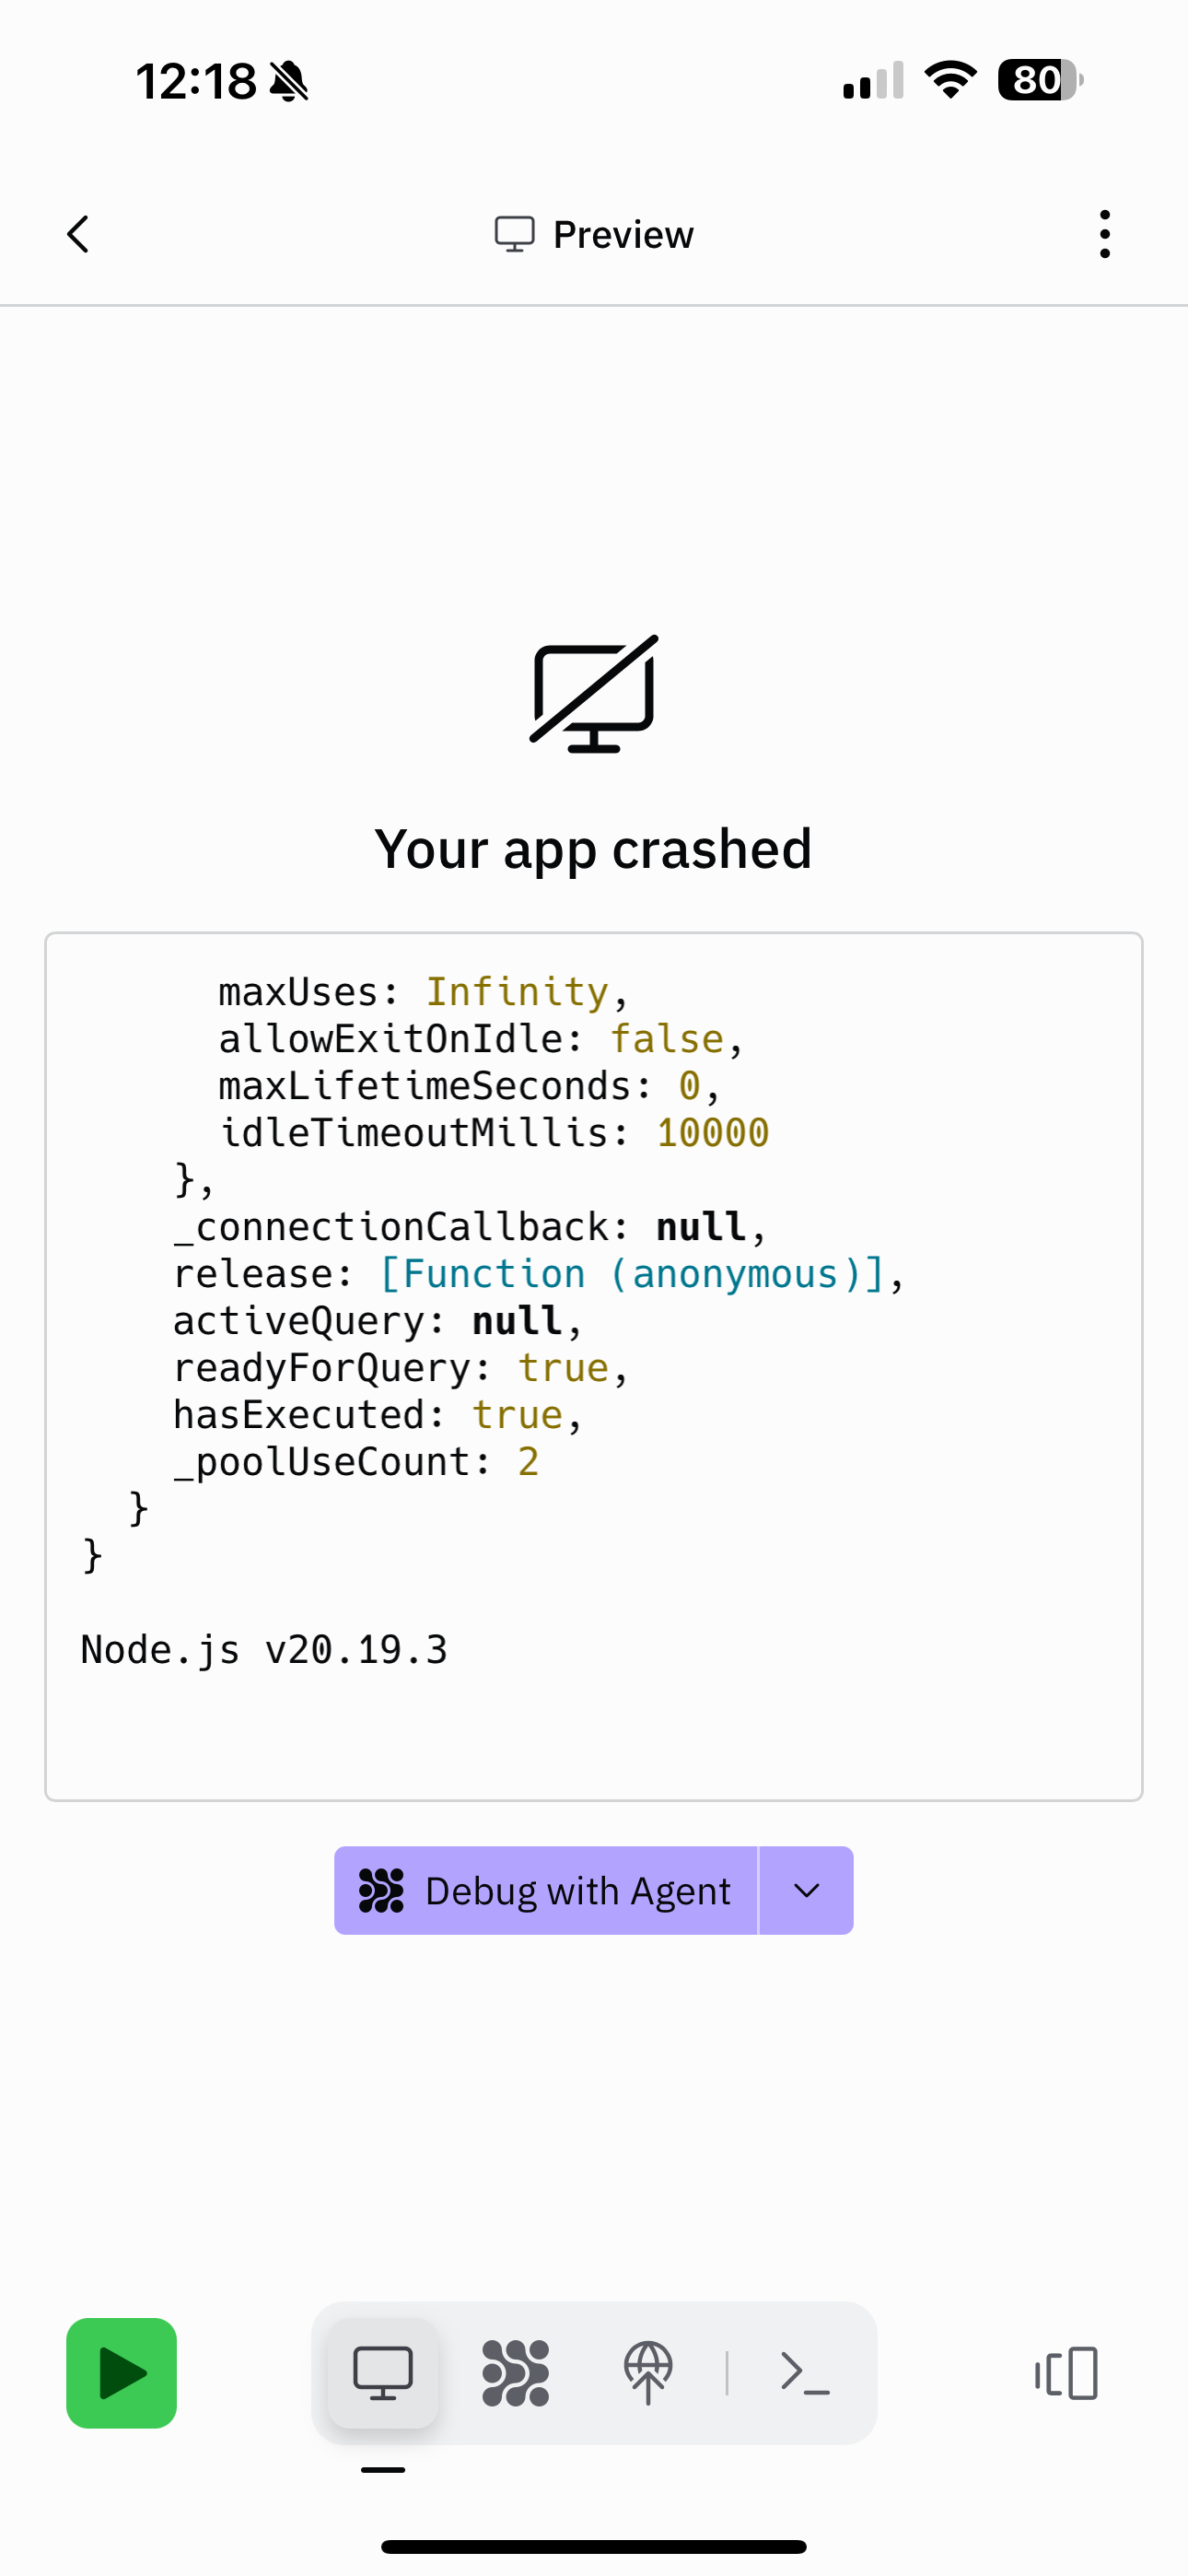 12:18
80
Preview
Your app crashed
      maxUses: Infinity,
      allowExitOnIdle: false,
      maxLifetimeSeconds: 0,
      idleTimeoutMillis: 10000
    },
    _connectionCallback: null,
    release: [Function (anonymous)],
    activeQuery: null,
    readyForQuery: true,
    hasExecuted: true,
    _poolUseCount: 2
  }
}
Node.js v20.19.3
Debug with Agent